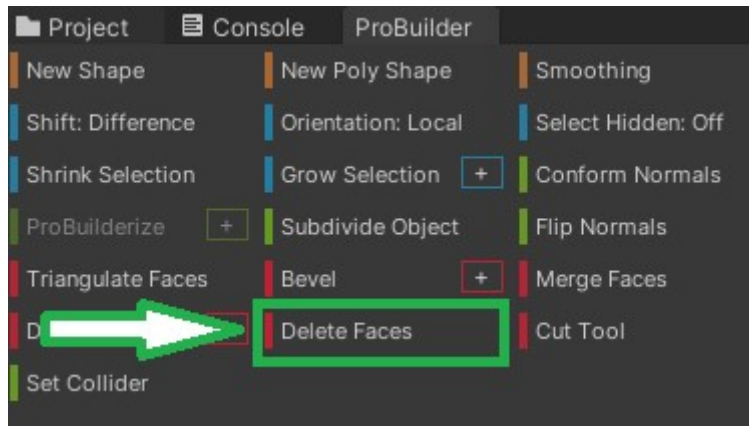 Project Console ProBuilder
New Shape New Poly Shape Smoothing
Shift: Difference Orientation: Local Select Hidden: Off
Shrink Selection Grow Selection + Conform Normals
ProBuilderize + Subdivide Object Flip Normals
Triangulate Faces Bevel + Merge Faces
Delete Faces Cut Tool
Set Collider